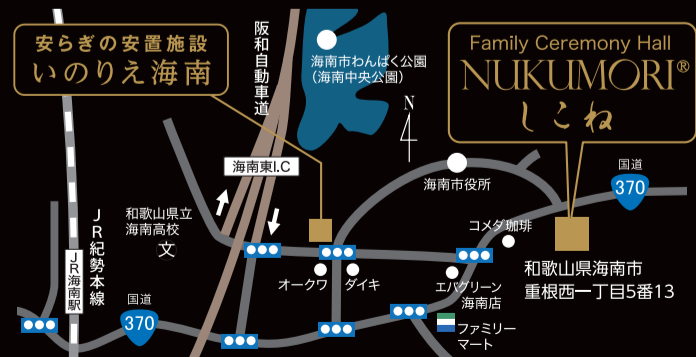 安らぎの安置施設
いのりえ海南
阪和自動車道
海南市わんぱく公園
(海南中央公園)
Family Ceremony Hall
NUKUMORI®
しこね
N
海南東I.C
海南市役所
国道
370
和歌山県立
海南高校
文
JR紀勢本線
JR海南駅
コメダ珈琲
オークワ
ダイキ
エバグリーン
海南店
和歌山県海南市
重根西一丁目5番13
国道
370
ファミリー
マート